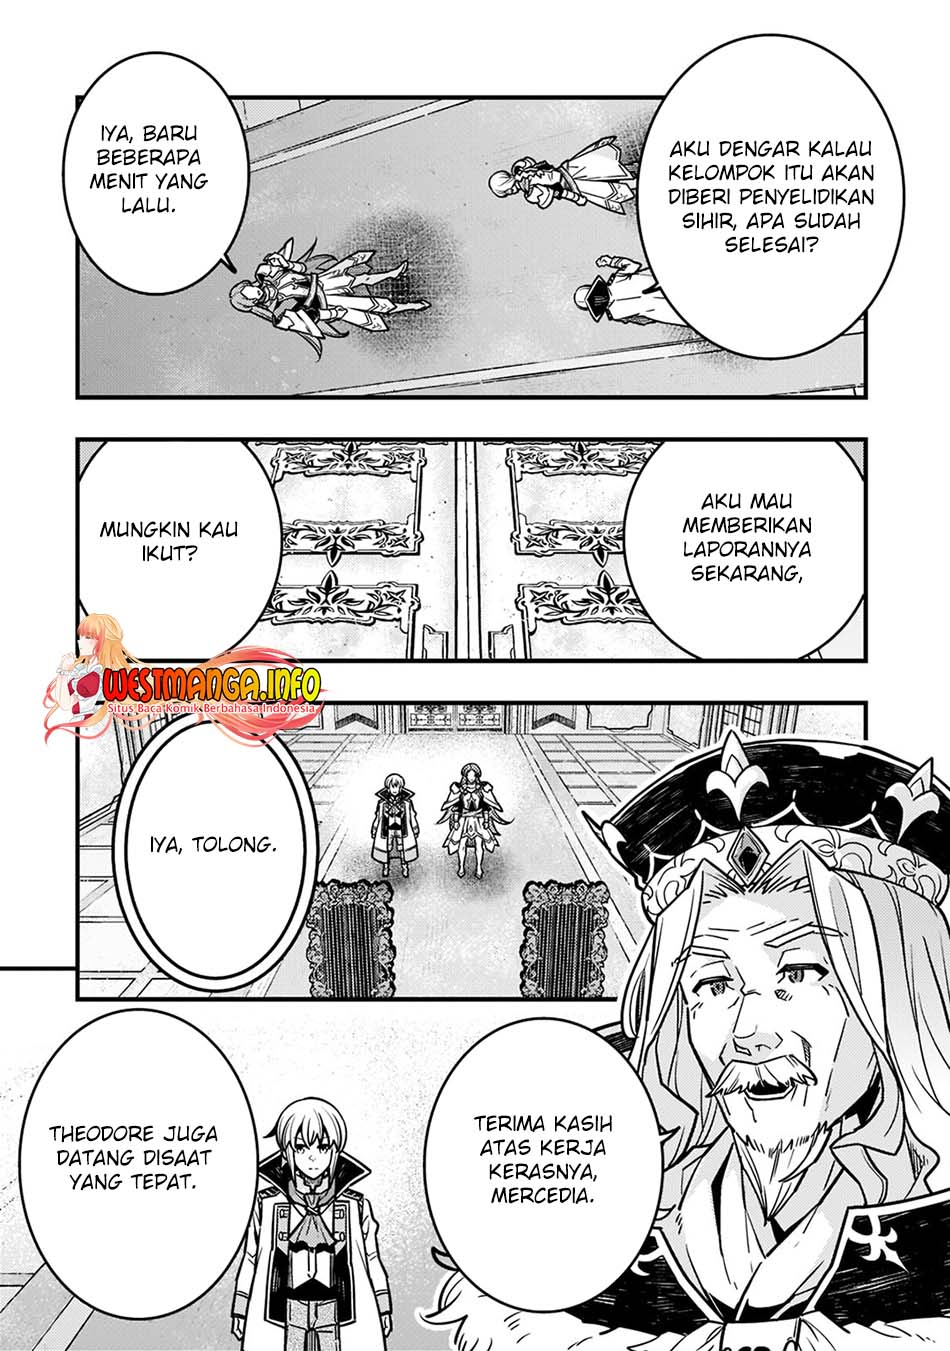 AKU DENGAR KALAU
KELOMPOK ITU AKAN
DIBERI PENYELIDIKAN
SIHIR, APA SUDAH
SELESAI?
IYA, BARU
BEBERAPA
MENIT YANG
LALU.
AKU MAU
MEMBERIKAN
LAPORANNYA
SEKARANG,
MUNGKIN KAU
IKUT?
WESTMANGA.INFO
Situs Baca Komik Berbahasa Indonesia
IYA, TOLONG.
TERIMA KASIH
ATAS KERJA
KERASNYA,
MERCEDIA.
THEODORE JUGA
DATANG DISAAT
YANG TEPAT.